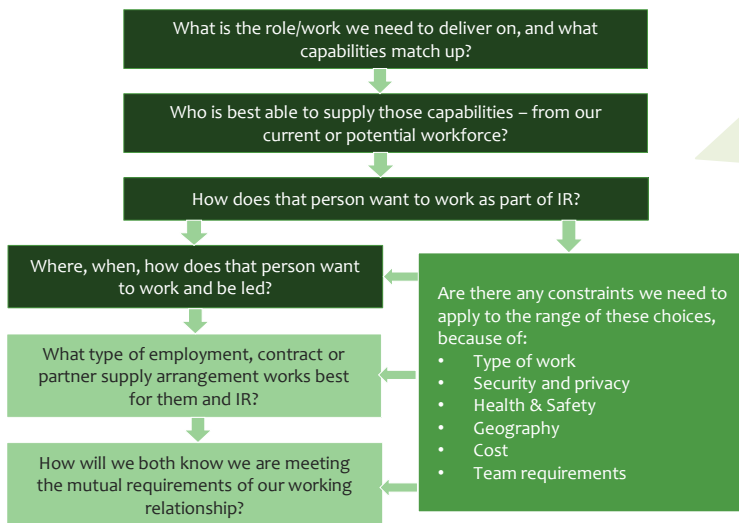 What is the role/work we need to deliver on, and what
capabilities match up?
Who is best able to supply those capabilities – from our
current or potential workforce?
How does that person want to work as part of IR?
Where, when, how does that person want
to work and be led?
What type of employment, contract or
partner supply arrangement works best
for them and IR?
How will we both know we are meeting
the mutual requirements of our working
relationship?
Are there any constraints we need to
apply to the range of these choices,
because of:
• Type of work
• Security and privacy
• Health & Safety
• Geography
• Cost
• Team requirements